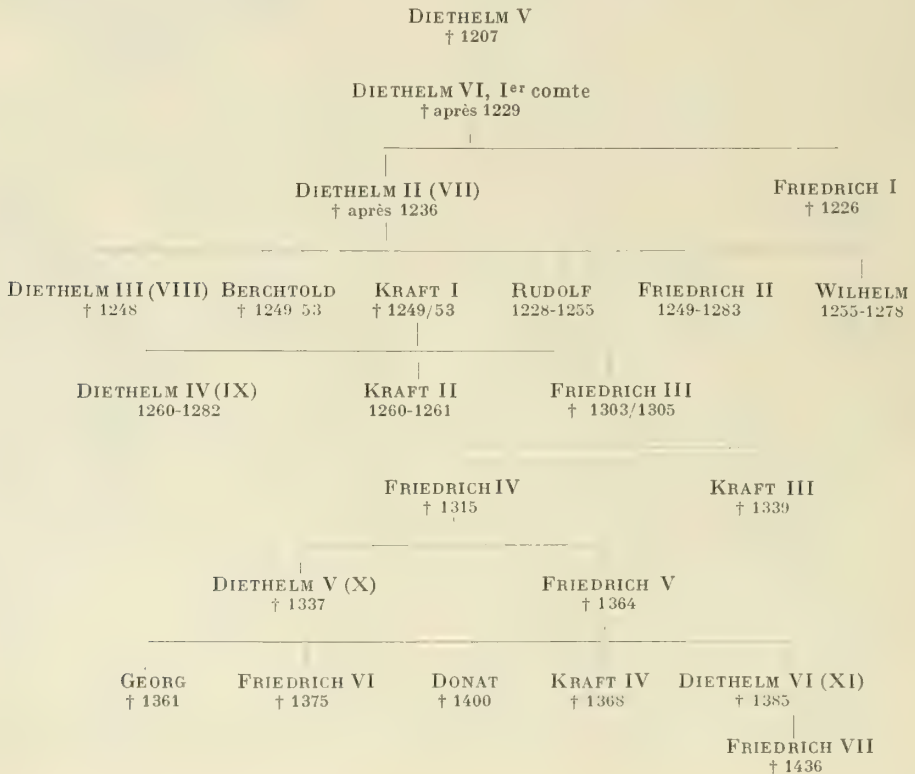 DIETHELM V
† 1207
DIETHELM VI, Ier comte
† après 1229
DIETHELM II (VII)
† après 1236
FRIEDRICH I
† 1226
DIETHELM III (VIII) BERCHTOLD KRAFT I RUDOLF FRIEDRICH II WILHELM
† 1248 † 1249 53 † 1249/53 1228-1255 1249-1283 1255-1278
DIETHELM IV (IX) KRAFT II FRIEDRICH III
1260-1282 1260-1261 † 1303/1305
FRIEDRICH IV KRAFT III
† 1315 † 1339
DIETHELM V (X) FRIEDRICH V
† 1337 † 1364
GEORG FRIEDRICH VI DONAT KRAFT IV DIETHELM VI (XI)
† 1361 † 1375 † 1400 † 1368 † 1385
FRIEDRICH VII
† 1436